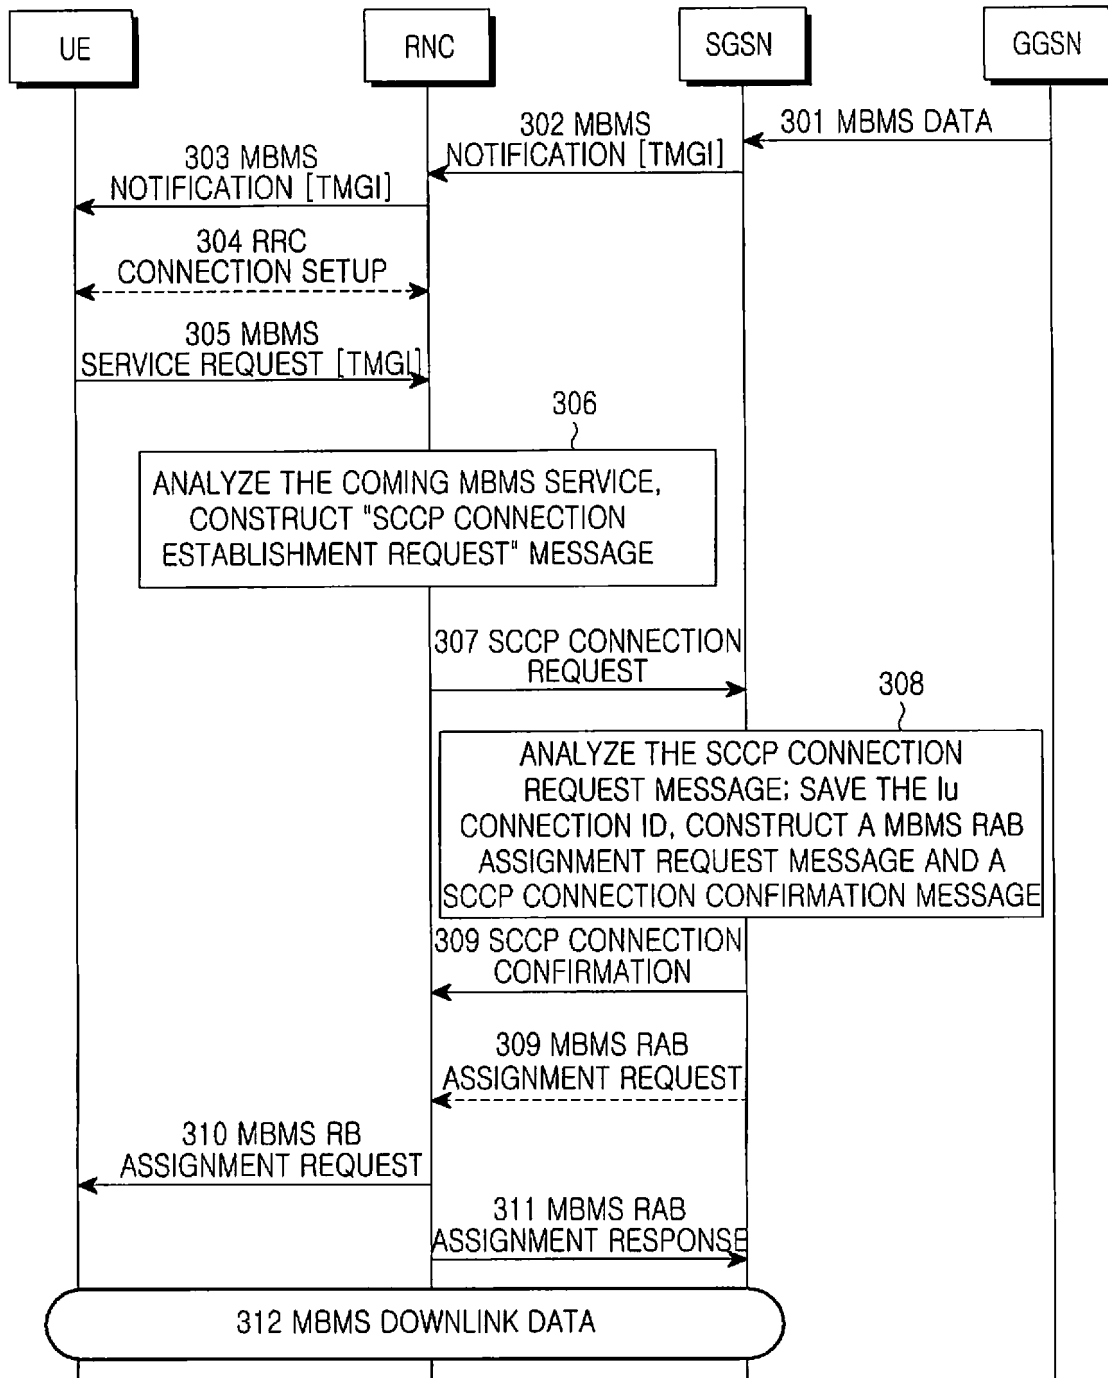 UE
RNC
SGSN
GGSN
301 MBMS DATA
302 MBMS
NOTIFICATION [TMGI]
303 MBMS
NOTIFICATION [TMGI]
304 RRC
CONNECTION SETUP
305 MBMS
SERVICE REQUEST [TMGI]
306
ANALYZE THE COMING MBMS SERVICE,
CONSTRUCT "SCCP CONNECTION
ESTABLISHMENT REQUEST" MESSAGE
307 SCCP CONNECTION
REQUEST
308
ANALYZE THE SCCP CONNECTION
REQUEST MESSAGE; SAVE THE Iu
CONNECTION ID, CONSTRUCT A MBMS RAB
ASSIGNMENT REQUEST MESSAGE AND A
SCCP CONNECTION CONFIRMATION MESSAGE
309 SCCP CONNECTION
CONFIRMATION
309 MBMS RAB
ASSIGNMENT REQUEST
310 MBMS RB
ASSIGNMENT REQUEST
311 MBMS RAB
ASSIGNMENT RESPONSE
312 MBMS DOWNLINK DATA